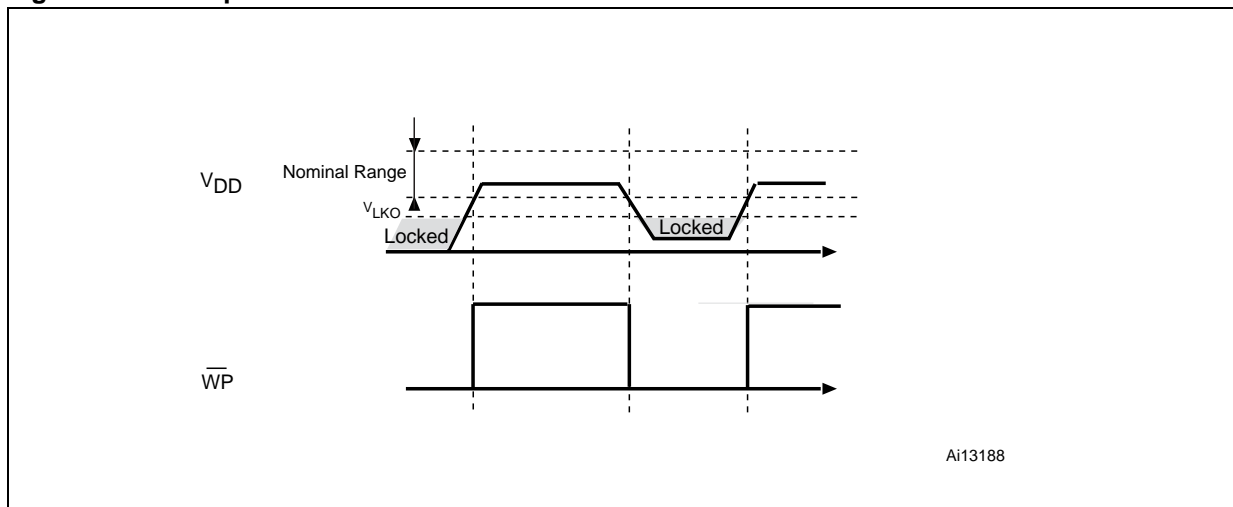 Nominal Range
VDD
VLKO
Locked
Locked
WP
Ai13188